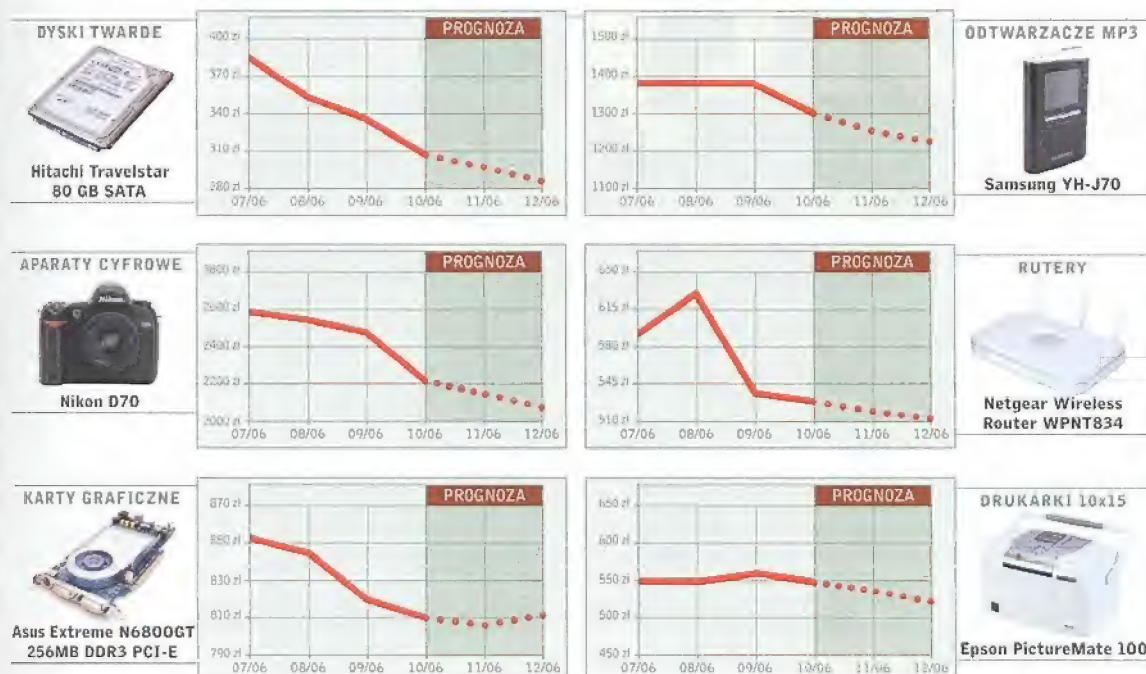 DYSKI TWARDE
Hitachi Travelstar
80 GB SATA
PROGNOZA
400 zł
370 zł
340 zł
310 zł
280 zł
07/06 08/06 09/06 10/06 11/06 12/06
PROGNOZA
1500 zł
1400 zł
1300 zł
1200 zł
1100 zł
07/06 08/06 09/06 10/06 11/06 12/06
ODTWARZACZE MP3
Samsung YH-J70
APARATY CYFROWE
Nikon
Nikon D70
PROGNOZA
2800 zł
2600 zł
2400 zł
2200 zł
2000 zł
07/06 08/06 09/06 10/06 11/06 12/06
PROGNOZA
650 zł
615 zł
580 zł
545 zł
510 zł
07/06 08/06 09/06 10/06 11/06 12/06
RUTERY
Netgear Wireless
Router WPNT834
KARTY GRAFICZNE
Asus Extreme N6800GT
256MB DDR3 PCI-E
PROGNOZA
870 zł
850 zł
830 zł
810 zł
790 zł
07/06 08/06 09/06 10/06 11/06 12/06
PROGNOZA
650 zł
600 zł
550 zł
500 zł
450 zł
07/06 08/06 09/06 10/06 11/06 12/06
DRUKARKI 10x15
Epson PictureMate 100